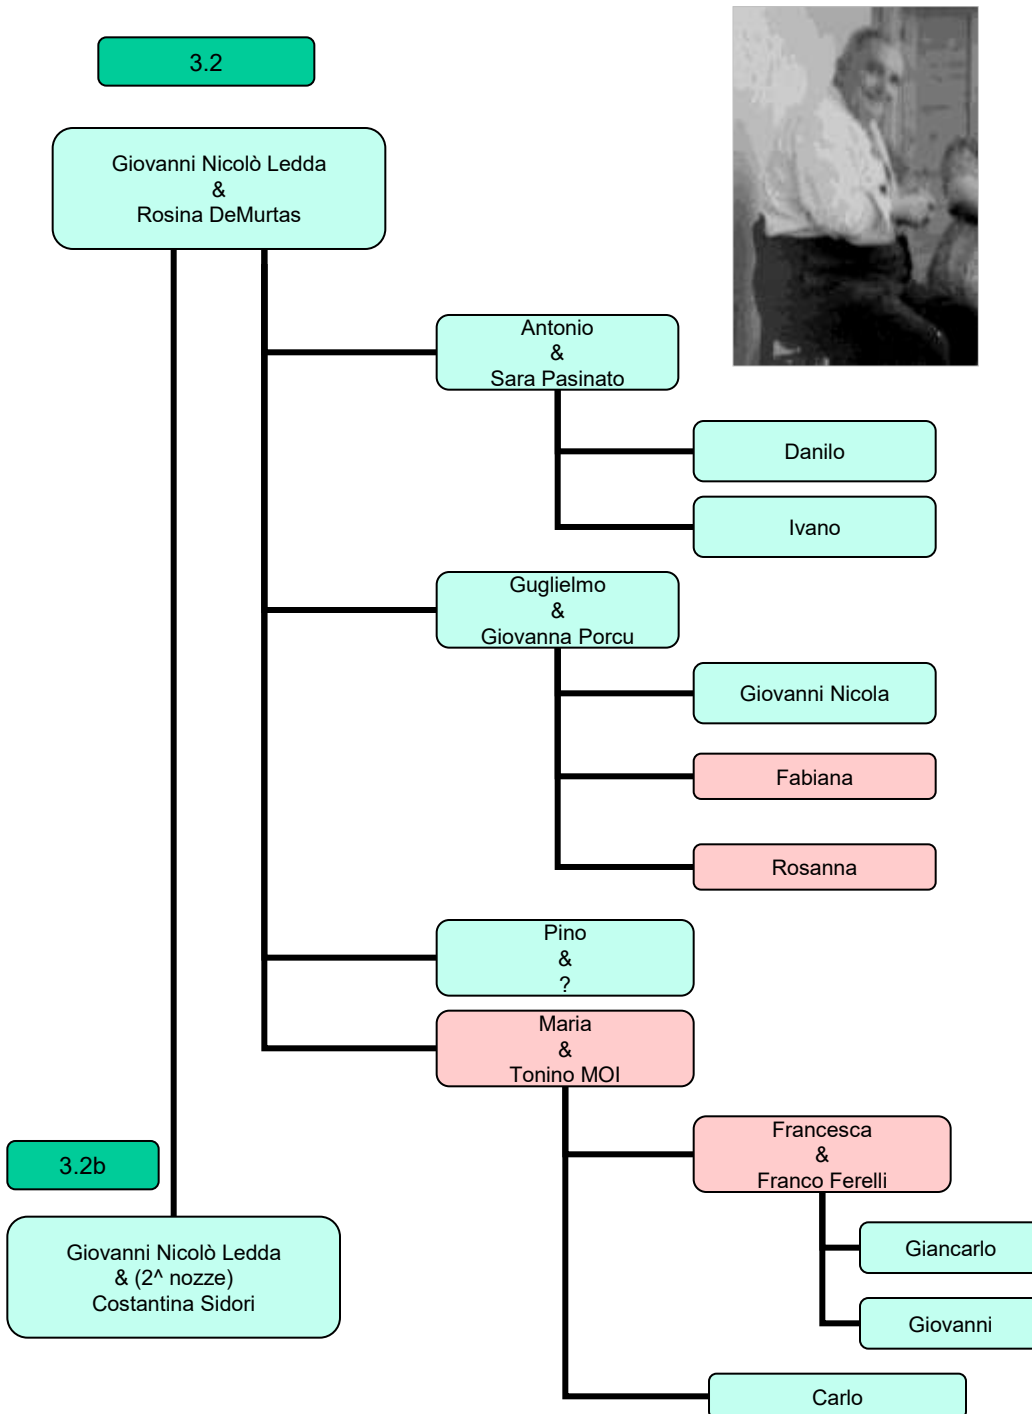 3.2
Giovanni Nicolò Ledda
&
Rosina DeMurtas
Antonio
&
Sara Pasinato
Danilo
Ivano
Guglielmo
&
Giovanna Porcu
Giovanni Nicola
Fabiana
Rosanna
Pino
&
?
Maria
&
Tonino MOI
Francesca
&
Franco Ferelli
3.2b
Giovanni Nicolò Ledda
& (2^ nozze)
Costantina Sidori
Giancarlo
Giovanni
Carlo